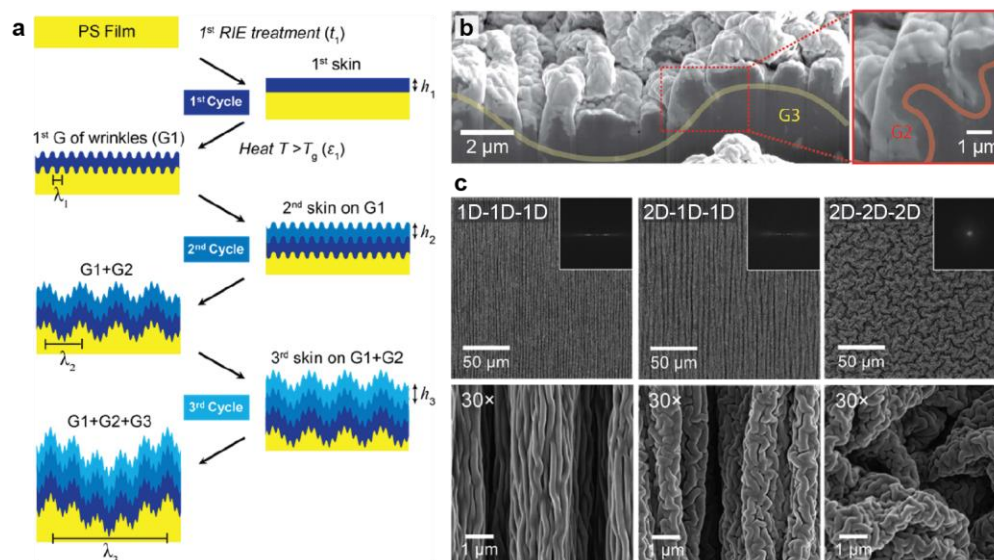 a
PS Film
1st RIE treatment (t1)
1st skin
h1
1st Cycle
1st G of wrinkles (G1)
Heat T > Tg (ε1)
λ1
2nd skin on G1
h2
2nd Cycle
G1+G2
λ2
3rd skin on G1+G2
h3
3rd Cycle
G1+G2+G3
λ3
b
G3
2 μm
G2
1 μm
c
1D-1D-1D
2D-1D-1D
2D-2D-2D
50 μm
50 μm
50 μm
30×
30×
30×
1 μm
1 μm
1 μm